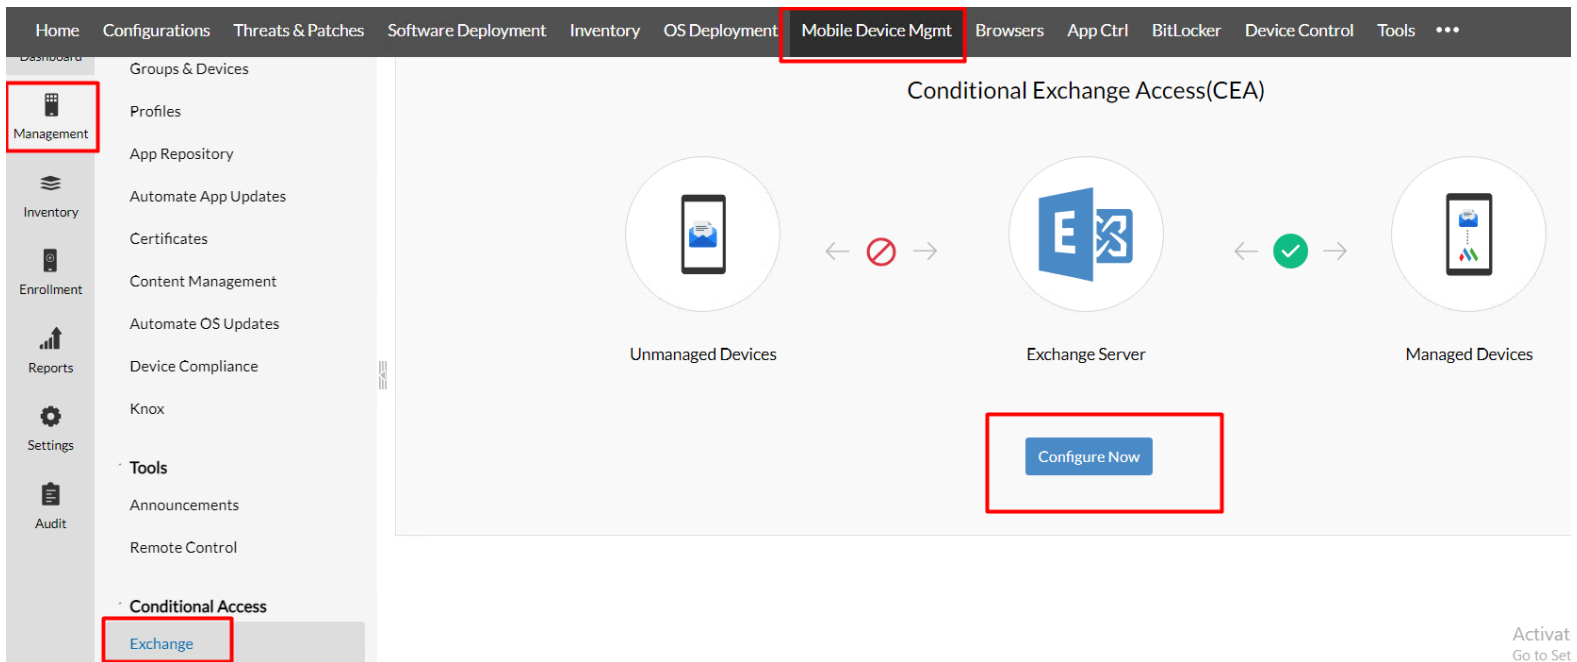 Home Configurations Threats & Patches Software Deployment Inventory OS Deployment Mobile Device Mgmt Browsers App Ctrl BitLocker Device Control Tools •••
Dashboard
Management
Inventory
Enrollment
Reports
Settings
Audit
Groups & Devices
Profiles
App Repository
Automate App Updates
Certificates
Content Management
Automate OS Updates
Device Compliance
Knox
Tools
Announcements
Remote Control
Conditional Access
Exchange
Conditional Exchange Access(CEA)
E
Unmanaged Devices
Exchange Server
Managed Devices
Configure Now
Activat
Go to Set